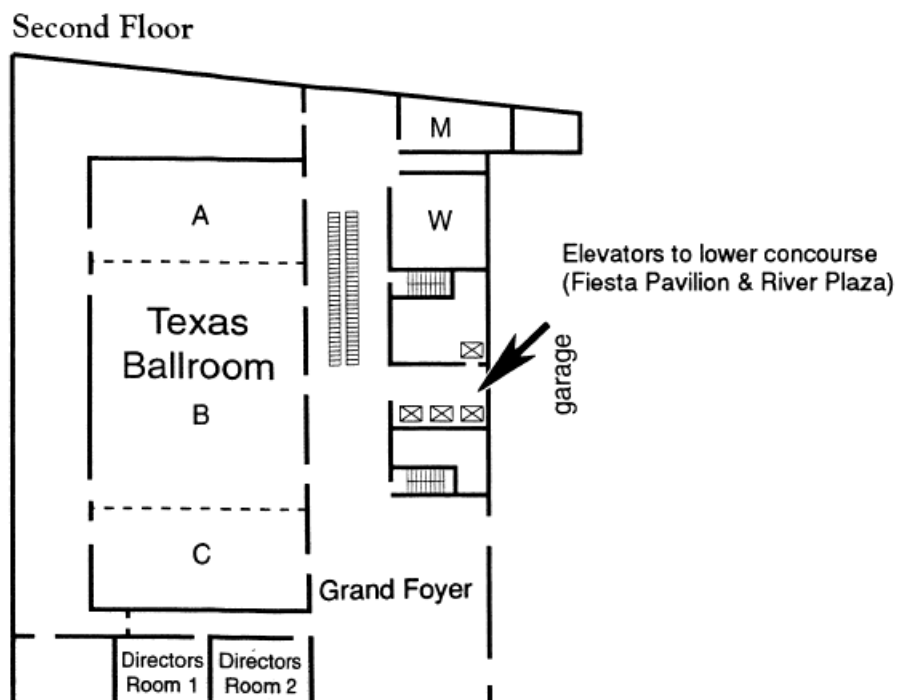 Second Floor
M
A
W
Elevators to lower concourse
(Fiesta Pavilion & River Plaza)
Texas
Ballroom
garage
B
C
Grand Foyer
Directors
Room 1
Directors
Room 2